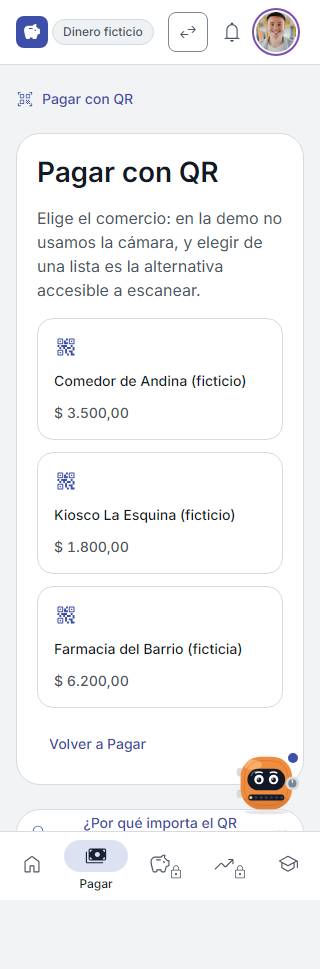 Dinero ficticio
Pagar con QR
Pagar con QR
Elige el comercio: en la demo no
usamos la cámara, y elegir de
una lista es la alternativa
accesible a escanear.
Comedor de Andina (ficticio)
$ 3.500,00
Kiosco La Esquina (ficticio)
$ 1.800,00
Farmacia del Barrio (ficticia)
$ 6.200,00
Volver a Pagar
¿Por qué importa el QR
Pagar